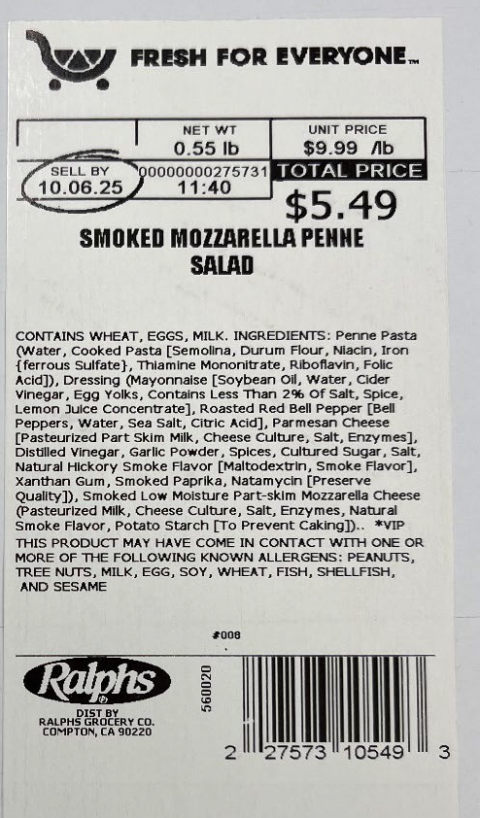 FRESH FOR EVERYONE™
NET WT
0.55 lb
UNIT PRICE
$9.99 /lb
SELL BY
10.06.25
00000000275731
11:40
TOTAL PRICE
$5.49
SMOKED MOZZARELLA PENNE
SALAD
CONTAINS WHEAT, EGGS, MILK. INGREDIENTS: Penne Pasta
(Water, Cooked Pasta [Semolina, Durum Flour, Niacin, Iron
{ferrous Sulfate}, Thiamine Mononitrate, Riboflavin, Folic
Acid]), Dressing (Mayonnaise [Soybean Oil, Water, Cider
Vinegar, Egg Yolks, Contains Less Than 2% Of Salt, Spice,
Lemon Juice Concentrate], Roasted Red Bell Pepper [Bell
Peppers, Water, Sea Salt, Citric Acid], Parmesan Cheese
[Pasteurized Part Skim Milk, Cheese Culture, Salt, Enzymes],
Distilled Vinegar, Garlic Powder, Spices, Cultured Sugar, Salt,
Natural Hickory Smoke Flavor [Maltodextrin, Smoke Flavor],
Xanthan Gum, Smoked Paprika, Natamycin [Preserve
Quality]), Smoked Low Moisture Part-skim Mozzarella Cheese
(Pasteurized Milk, Cheese Culture, Salt, Enzymes, Natural
Smoke Flavor, Potato Starch [To Prevent Caking]).. *VIP
THIS PRODUCT MAY HAVE COME IN CONTACT WITH ONE OR
MORE OF THE FOLLOWING KNOWN ALLERGENS: PEANUTS,
TREE NUTS, MILK, EGG, SOY, WHEAT, FISH, SHELLFISH,
AND SESAME
#008
Ralphs®
DIST BY
RALPHS GROCERY CO.
COMPTON, CA 90220
560020
2 27573 10549 3